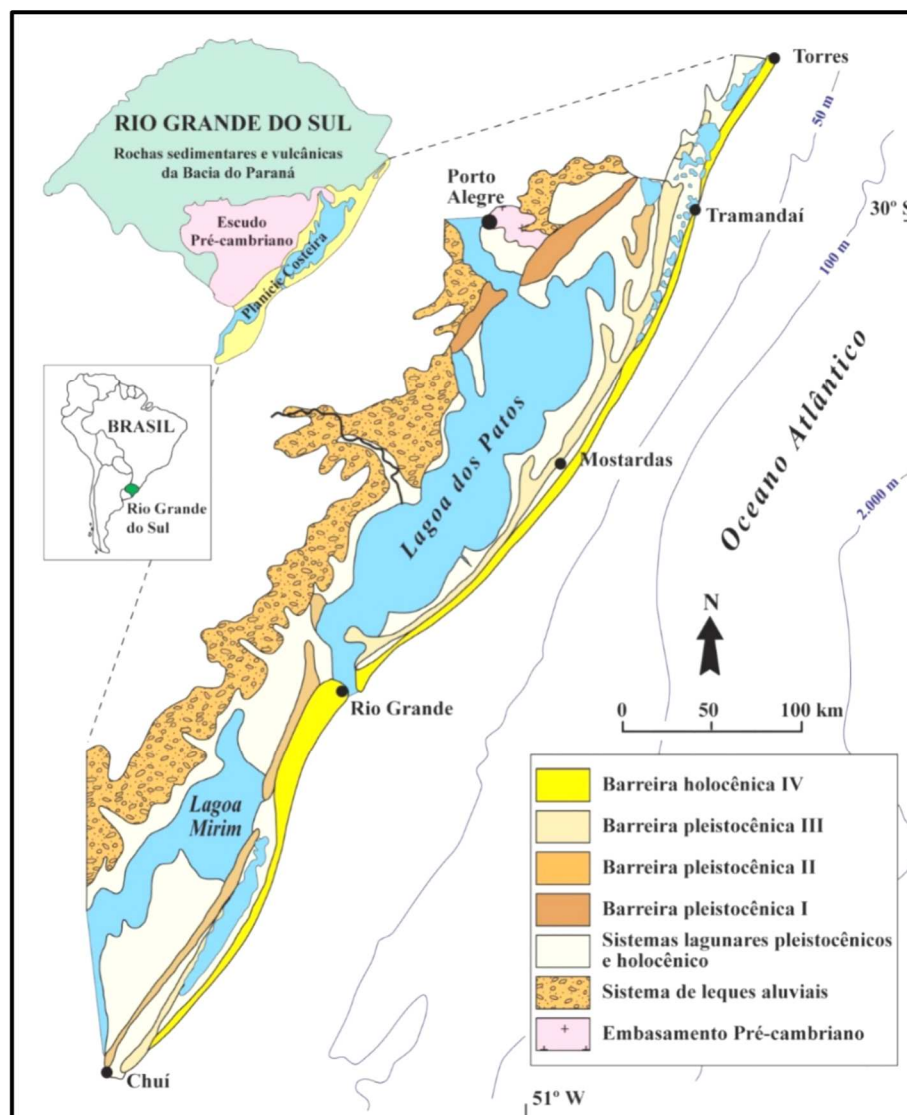 RIO GRANDE DO SUL
Rochas sedimentares e vulcânicas
da Bacia do Paraná
Escudo
Pré-cambriano
Planície Costeira
BRASIL
Rio Grande
do Sul
Torres
50 m
Porto
Alegre
Tramandaí
30º S
100 m
Oceano Atlântico
Lagoa dos Patos
Mostardas
2.000 m
N
Rio Grande
0 50 100 km
Lagoa
Mirim
Chuí
Barreira holocênica IV
Barreira pleistocênica III
Barreira pleistocênica II
Barreira pleistocênica I
Sistemas lagunares pleistocênicos
e holocênico
Sistema de leques aluviais
Embasamento Pré-cambriano
51º W